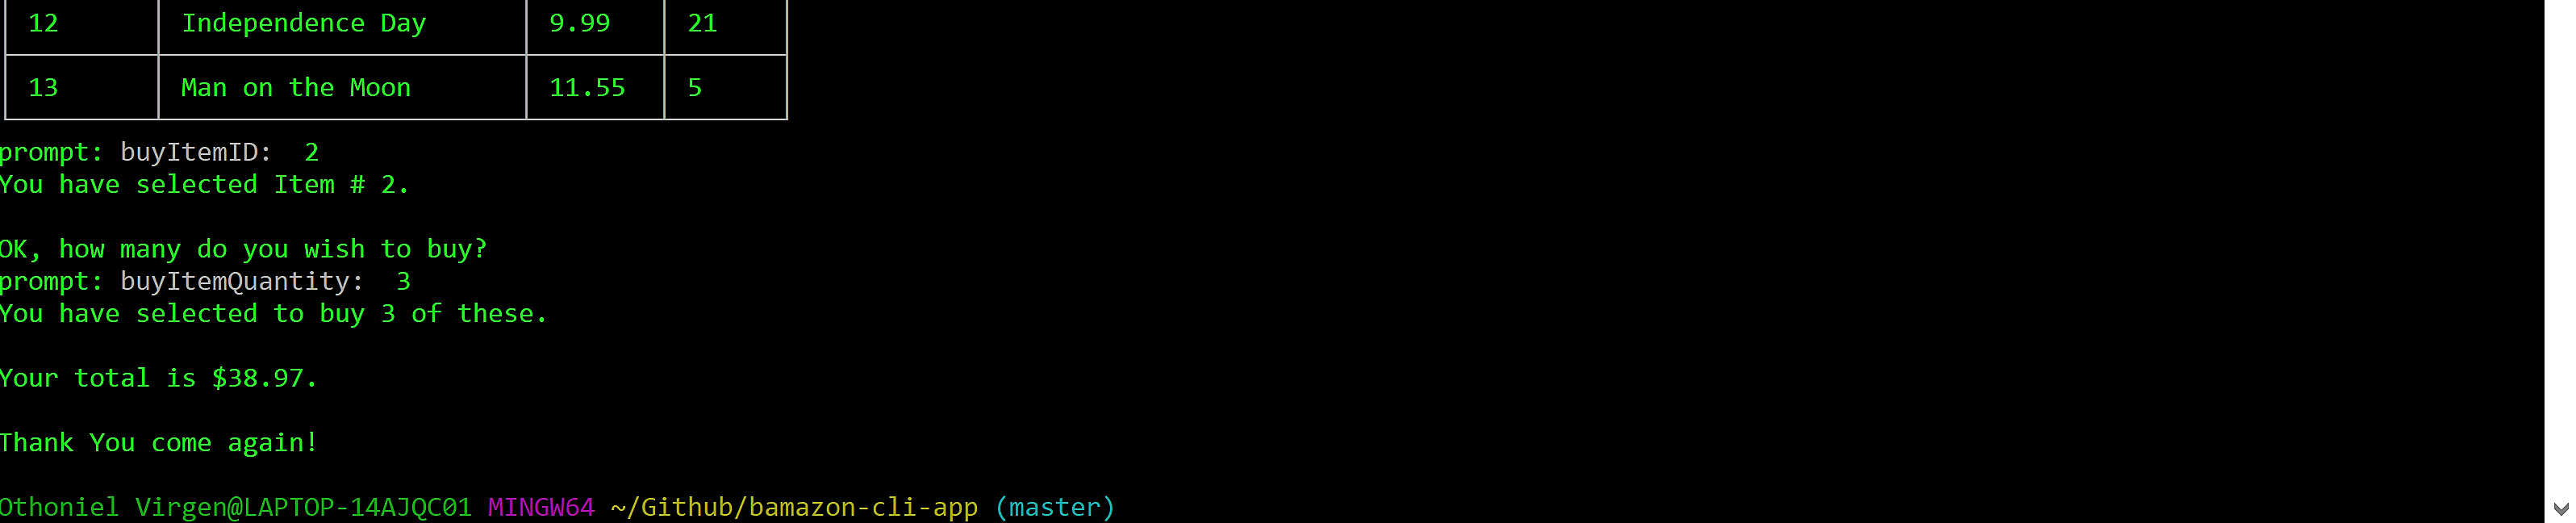 12 Independence Day 9.99 21
13 Man on the Moon 11.55 5
prompt: buyItemID:  2
You have selected Item # 2.
OK, how many do you wish to buy?
prompt: buyItemQuantity:  3
You have selected to buy 3 of these.
Your total is $38.97.
Thank You come again!
Othoniel Virgen@LAPTOP-14AJQC01 MINGW64 ~/Github/bamazon-cli-app (master)